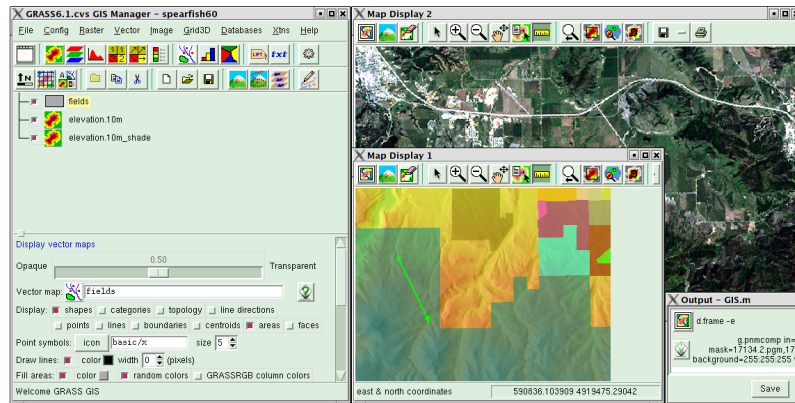 GRASS6.1.cvs GIS Manager - spearfish60
File Config Raster Vector Image Grid3D Databases Xtns Help
txt
fields
elevation.10m
elevation.10m_shade
Display vector maps
0.50
Opaque Transparent
Vector map: fields
Display: shapes categories topology line directions
points lines boundaries centroids areas faces
Point symbols: icon basic/x size 5
Draw lines: color width 0 (pixels)
Fill areas: color random colors GRASSRGB column colors
Welcome GRASS GIS
Map Display 2
Map Display 1
east & north coordinates 590836.103909 4919475.29042
Output - GIS.m
d.frame -e
g.pnmcomp in=
mask=17134.2.pgm,17
background=255:255:255
Save